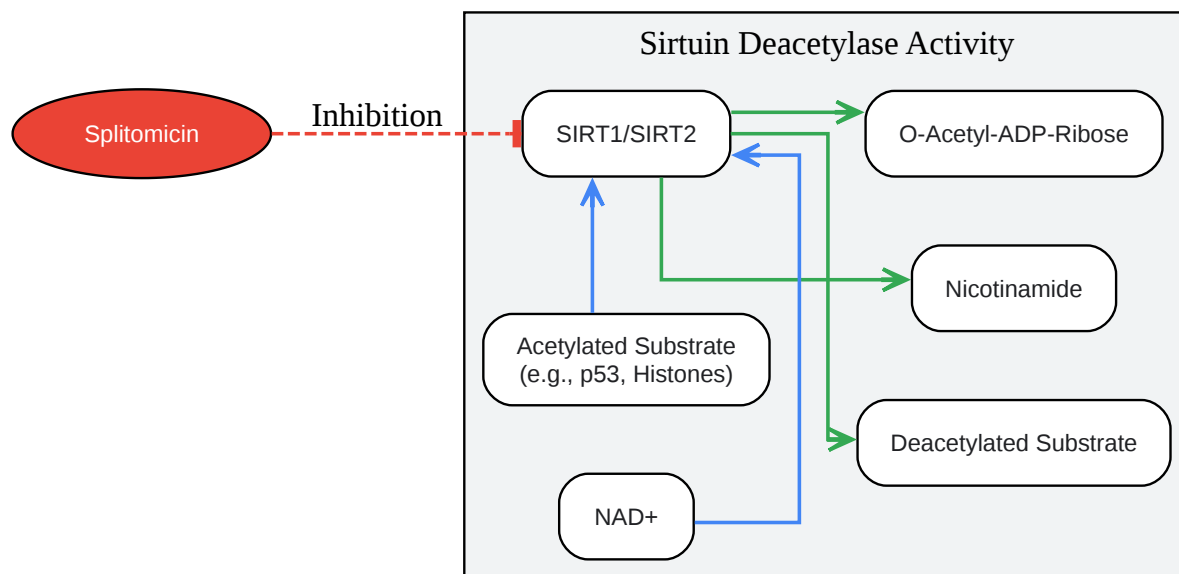 Sirtuin Deacetylase Activity
Splitomicin
Inhibition
SIRT1/SIRT2
O-Acetyl-ADP-Ribose
Nicotinamide
Acetylated Substrate
(e.g., p53, Histones)
Deacetylated Substrate
NAD+